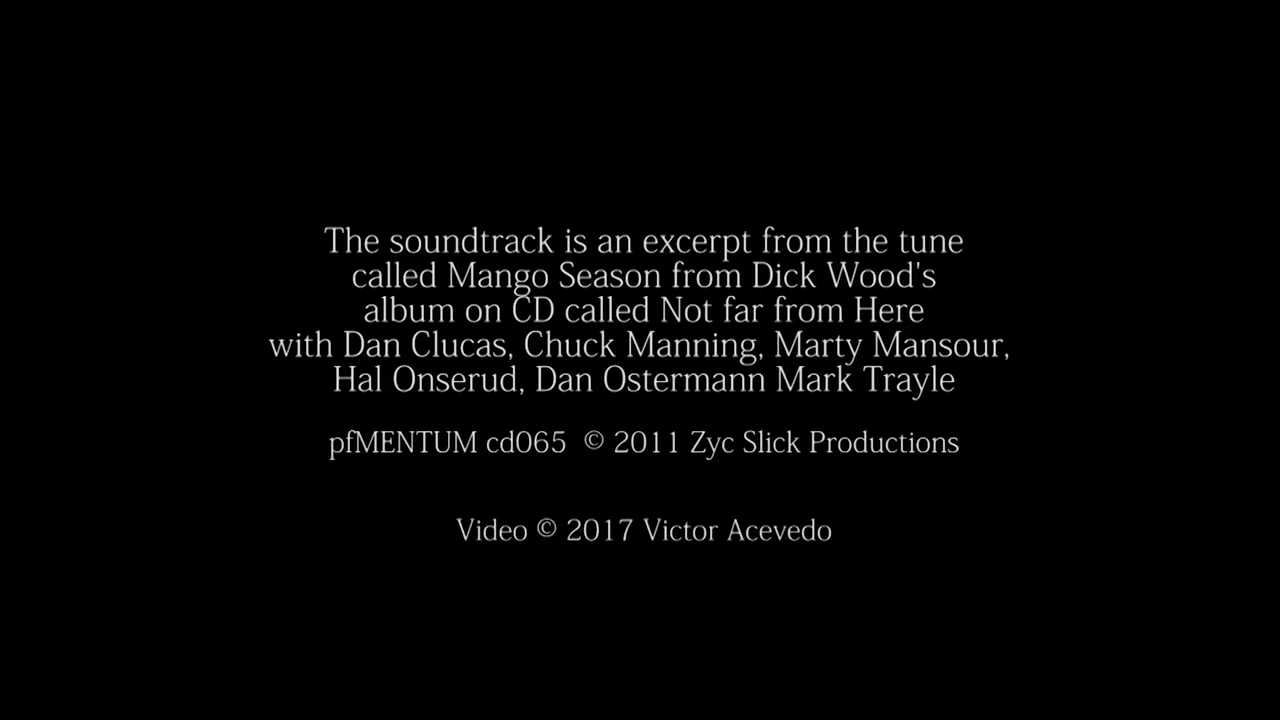 The soundtrack is an excerpt from the tune
called Mango Season from Dick Wood's
album on CD called Not far from Here
with Dan Clucas, Chuck Manning, Marty Mansour,
Hal Onserud, Dan Ostermann Mark Trayle
pfMENTUM cd065 © 2011 Zyc Slick Productions
Video © 2017 Victor Acevedo